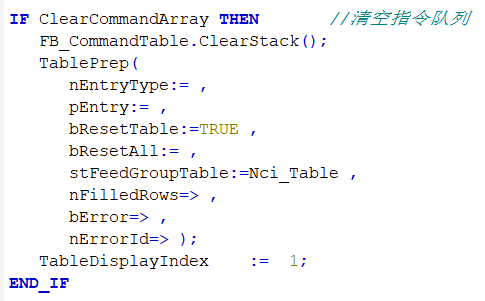 IF ClearCommandArray THEN        //清空指令队列
   FB_CommandTable.ClearStack();
   TablePrep(
      nEntryType:= ,
      pEntry:= ,
      bResetTable:=TRUE ,
      bResetAll:= ,
      stFeedGroupTable:=Nci_Table ,
      nFilledRows=> ,
      bError=> ,
      nErrorId=> );
   TableDisplayIndex    :=  1;
END_IF